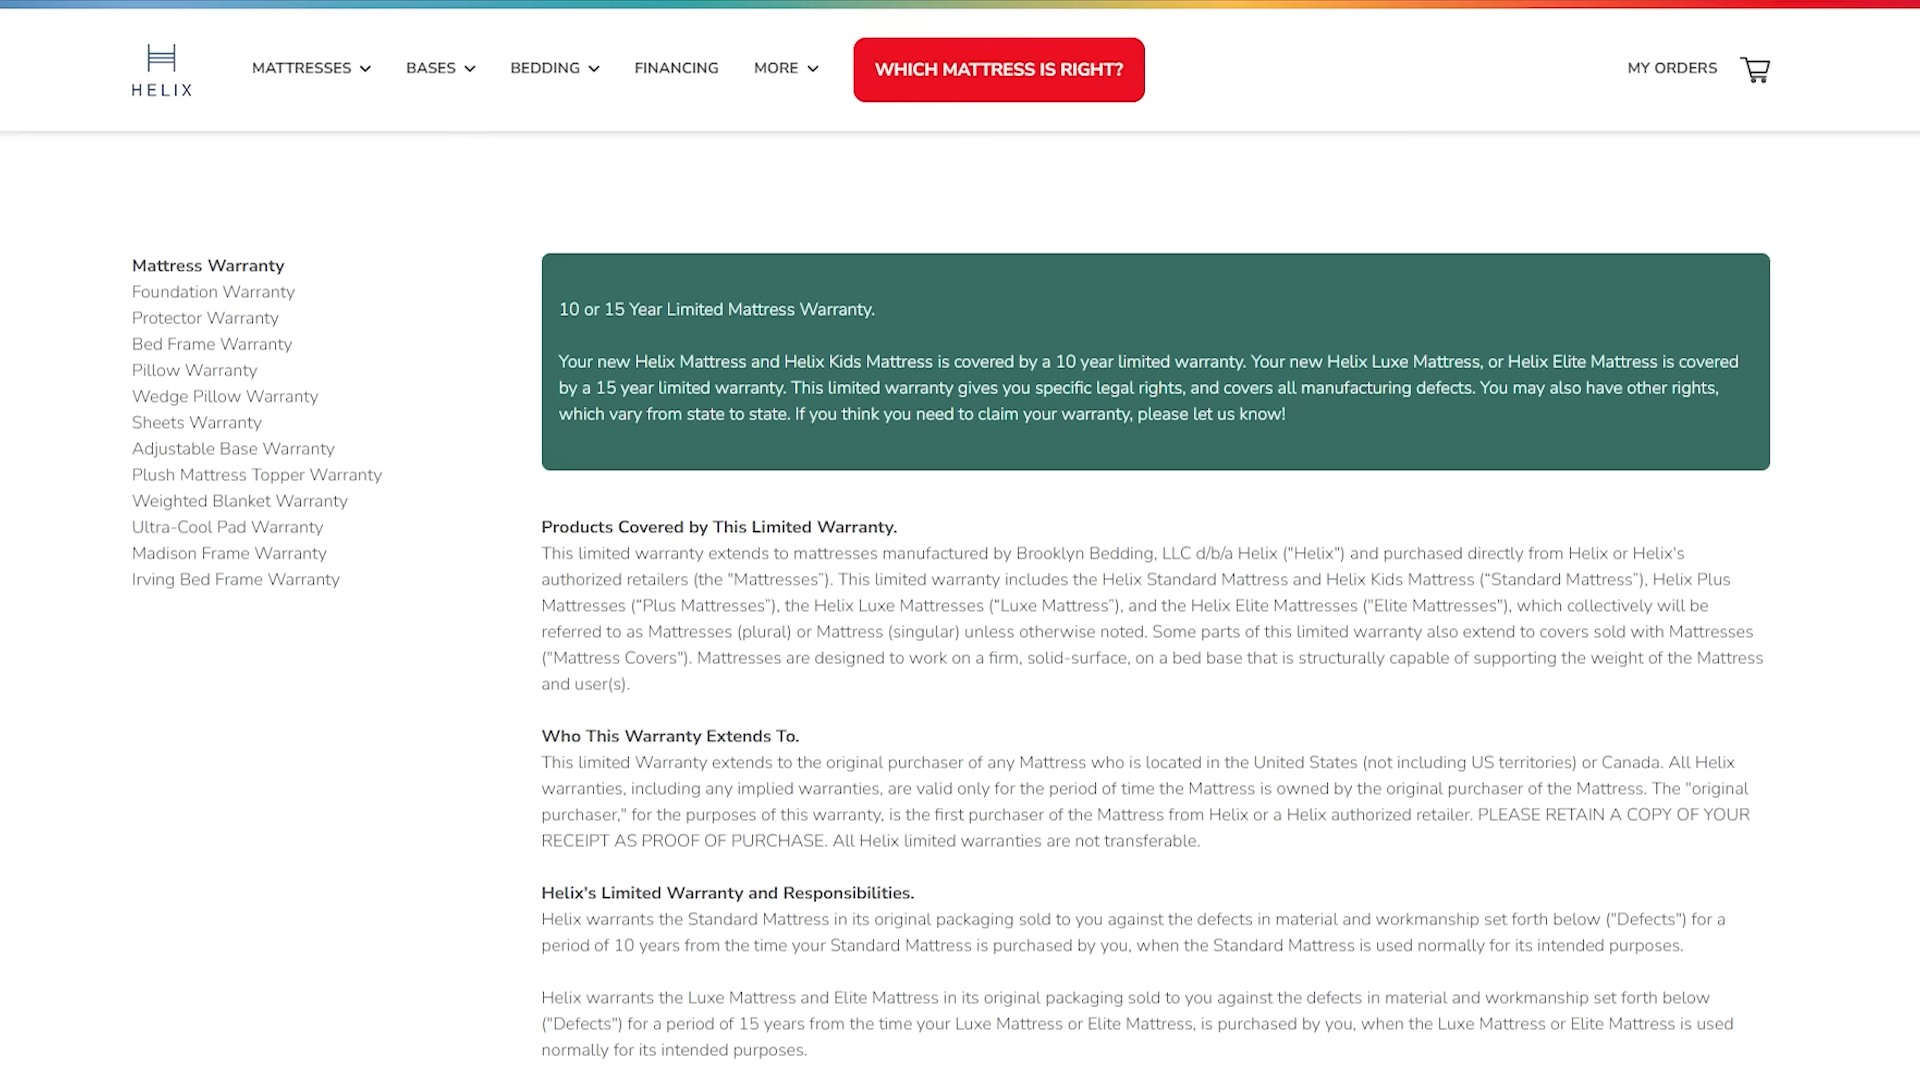 HELIX
MATTRESSES
BASES
BEDDING
FINANCING
MORE
WHICH MATTRESS IS RIGHT?
MY ORDERS
Mattress Warranty
Foundation Warranty
Protector Warranty
Bed Frame Warranty
Pillow Warranty
Wedge Pillow Warranty
Sheets Warranty
Adjustable Base Warranty
Plush Mattress Topper Warranty
Weighted Blanket Warranty
Ultra-Cool Pad Warranty
Madison Frame Warranty
Irving Bed Frame Warranty
10 or 15 Year Limited Mattress Warranty.
Your new Helix Mattress and Helix Kids Mattress is covered by a 10 year limited warranty. Your new Helix Luxe Mattress, or Helix Elite Mattress is covered
by a 15 year limited warranty. This limited warranty gives you specific legal rights, and covers all manufacturing defects. You may also have other rights,
which vary from state to state. If you think you need to claim your warranty, please let us know!
Products Covered by This Limited Warranty.
This limited warranty extends to mattresses manufactured by Brooklyn Bedding, LLC d/b/a Helix ("Helix") and purchased directly from Helix or Helix's
authorized retailers (the "Mattresses”). This limited warranty includes the Helix Standard Mattress and Helix Kids Mattress (“Standard Mattress”), Helix Plus
Mattresses (“Plus Mattresses”), the Helix Luxe Mattresses (“Luxe Mattress”), and the Helix Elite Mattresses ("Elite Mattresses"), which collectively will be
referred to as Mattresses (plural) or Mattress (singular) unless otherwise noted. Some parts of this limited warranty also extend to covers sold with Mattresses
("Mattress Covers"). Mattresses are designed to work on a firm, solid-surface, on a bed base that is structurally capable of supporting the weight of the Mattress
and user(s).
Who This Warranty Extends To.
This limited Warranty extends to the original purchaser of any Mattress who is located in the United States (not including US territories) or Canada. All Helix
warranties, including any implied warranties, are valid only for the period of time the Mattress is owned by the original purchaser of the Mattress. The "original
purchaser," for the purposes of this warranty, is the first purchaser of the Mattress from Helix or a Helix authorized retailer. PLEASE RETAIN A COPY OF YOUR
RECEIPT AS PROOF OF PURCHASE. All Helix limited warranties are not transferable.
Helix's Limited Warranty and Responsibilities.
Helix warrants the Standard Mattress in its original packaging sold to you against the defects in material and workmanship set forth below ("Defects") for a
period of 10 years from the time your Standard Mattress is purchased by you, when the Standard Mattress is used normally for its intended purposes.
Helix warrants the Luxe Mattress and Elite Mattress in its original packaging sold to you against the defects in material and workmanship set forth below
("Defects") for a period of 15 years from the time your Luxe Mattress or Elite Mattress, is purchased by you, when the Luxe Mattress or Elite Mattress is used
normally for its intended purposes.